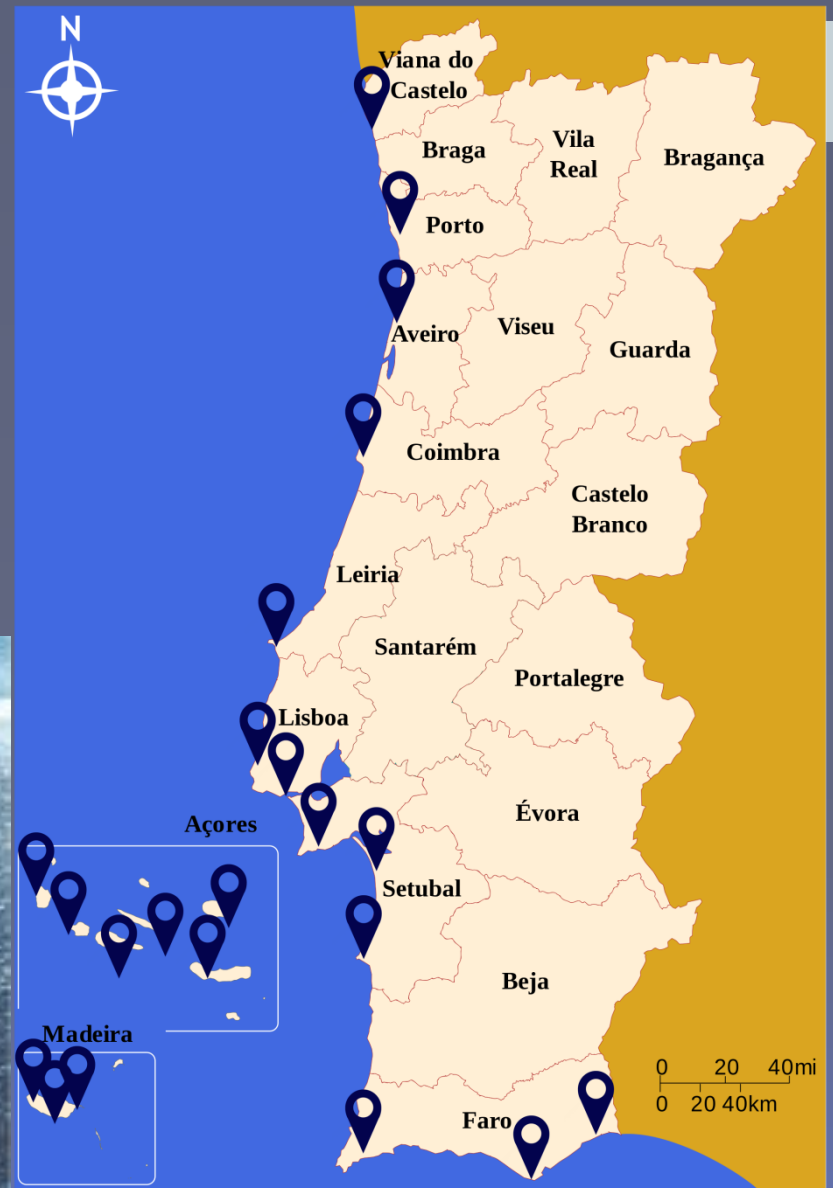 N
Viana do
Castelo
Braga
Vila
Real
Bragança
Porto
Aveiro
Viseu
Guarda
Coimbra
Castelo
Branco
Leiria
Santarém
Portalegre
Lisboa
Évora
Açores
Setubal
Beja
Madeira
Faro
0 20 40mi
0 20 40km